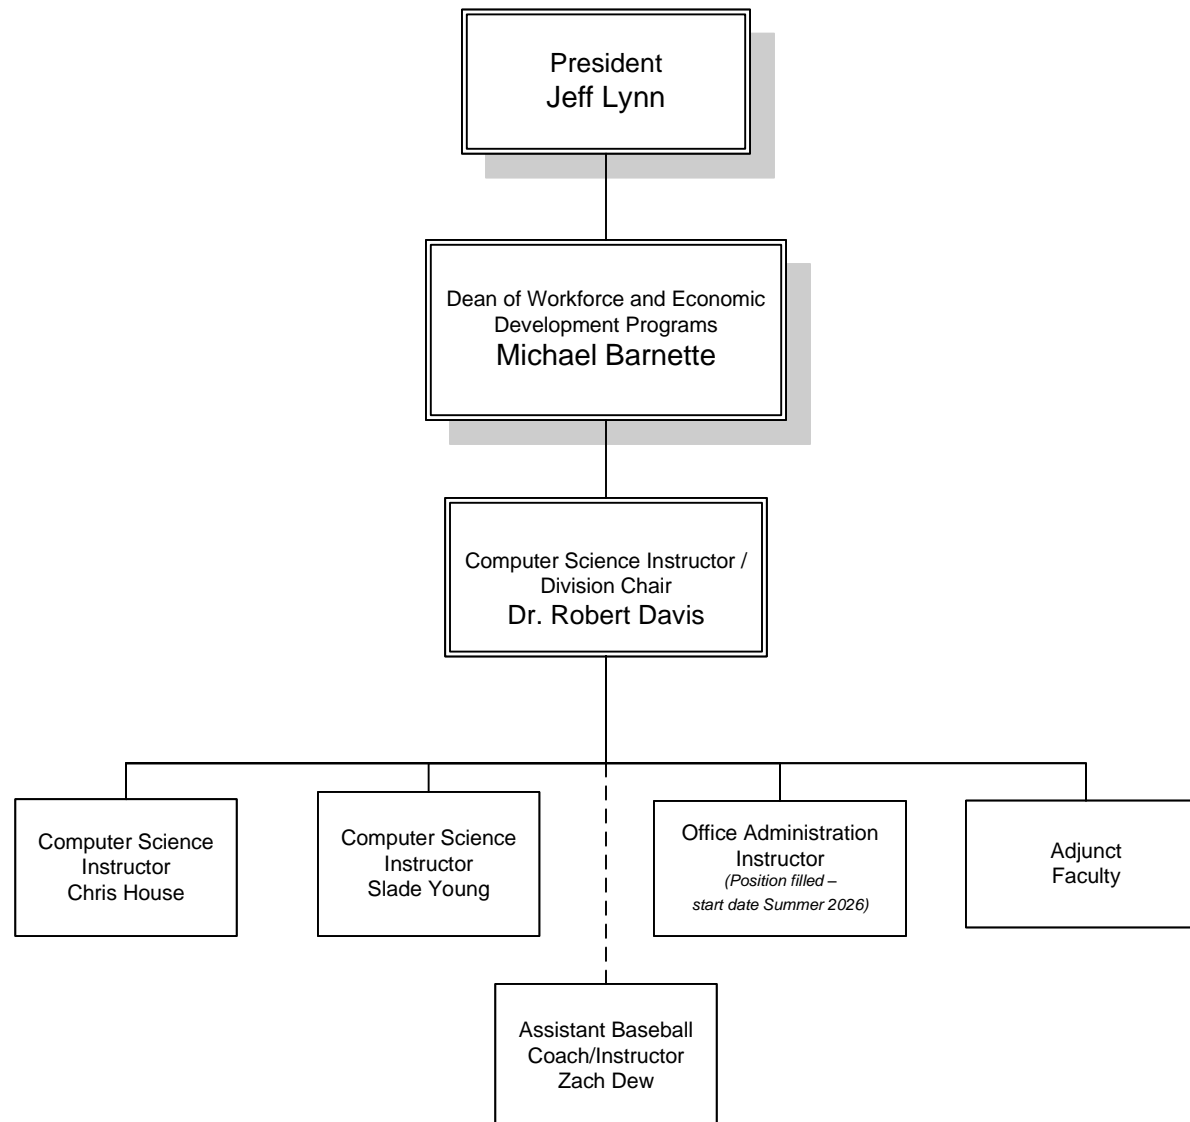 President
Jeff Lynn
Dean of Workforce and Economic
Development Programs
Michael Barnette
Computer Science Instructor /
Division Chair
Dr. Robert Davis
Computer Science
Instructor
Chris House
Computer Science
Instructor
Slade Young
Office Administration
Instructor
(Position filled –
start date Summer 2026)
Adjunct
Faculty
Assistant Baseball
Coach/Instructor
Zach Dew